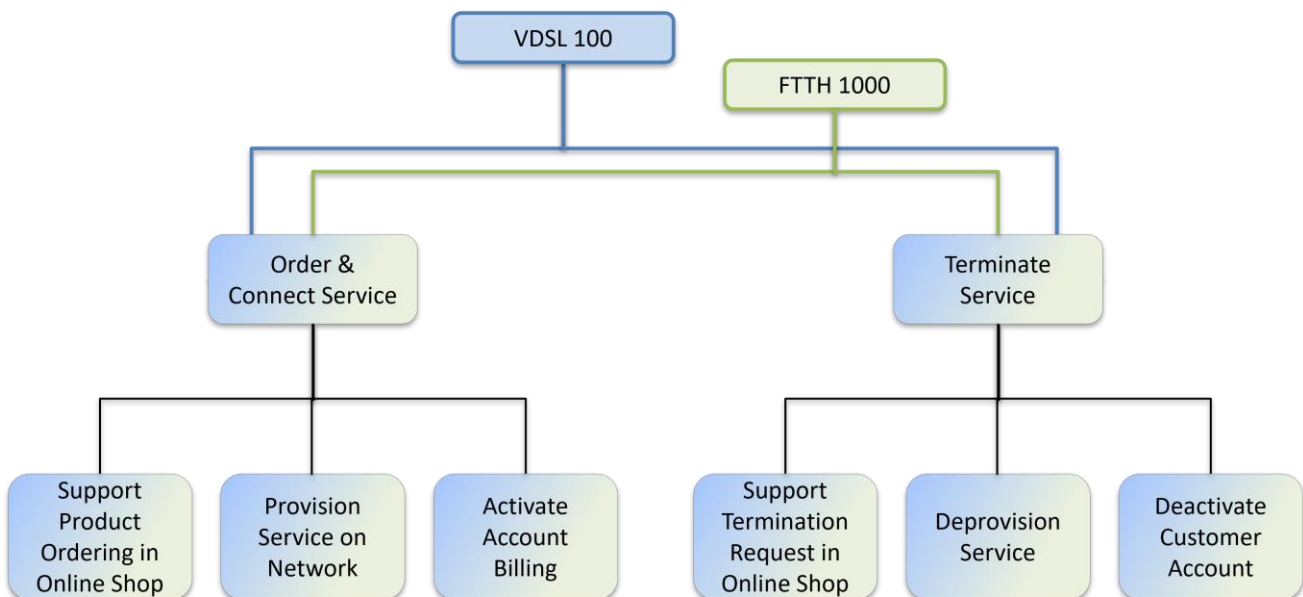 VDSL 100
FTTH 1000
Order &
Connect Service
Terminate
Service
Support
Product
Ordering in
Online Shop
Provision
Service on
Network
Activate
Account
Billing
Support
Termination
Request in
Online Shop
Deprovision
Service
Deactivate
Customer
Account